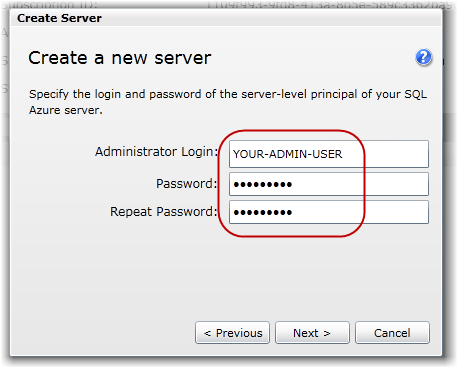 Create Server
Create a new server
?
Specify the login and password of the server-level principal of your SQL
Azure server.
Administrator Login: YOUR-ADMIN-USER
Password: •••••••••
Repeat Password: •••••••••
< Previous
Next >
Cancel